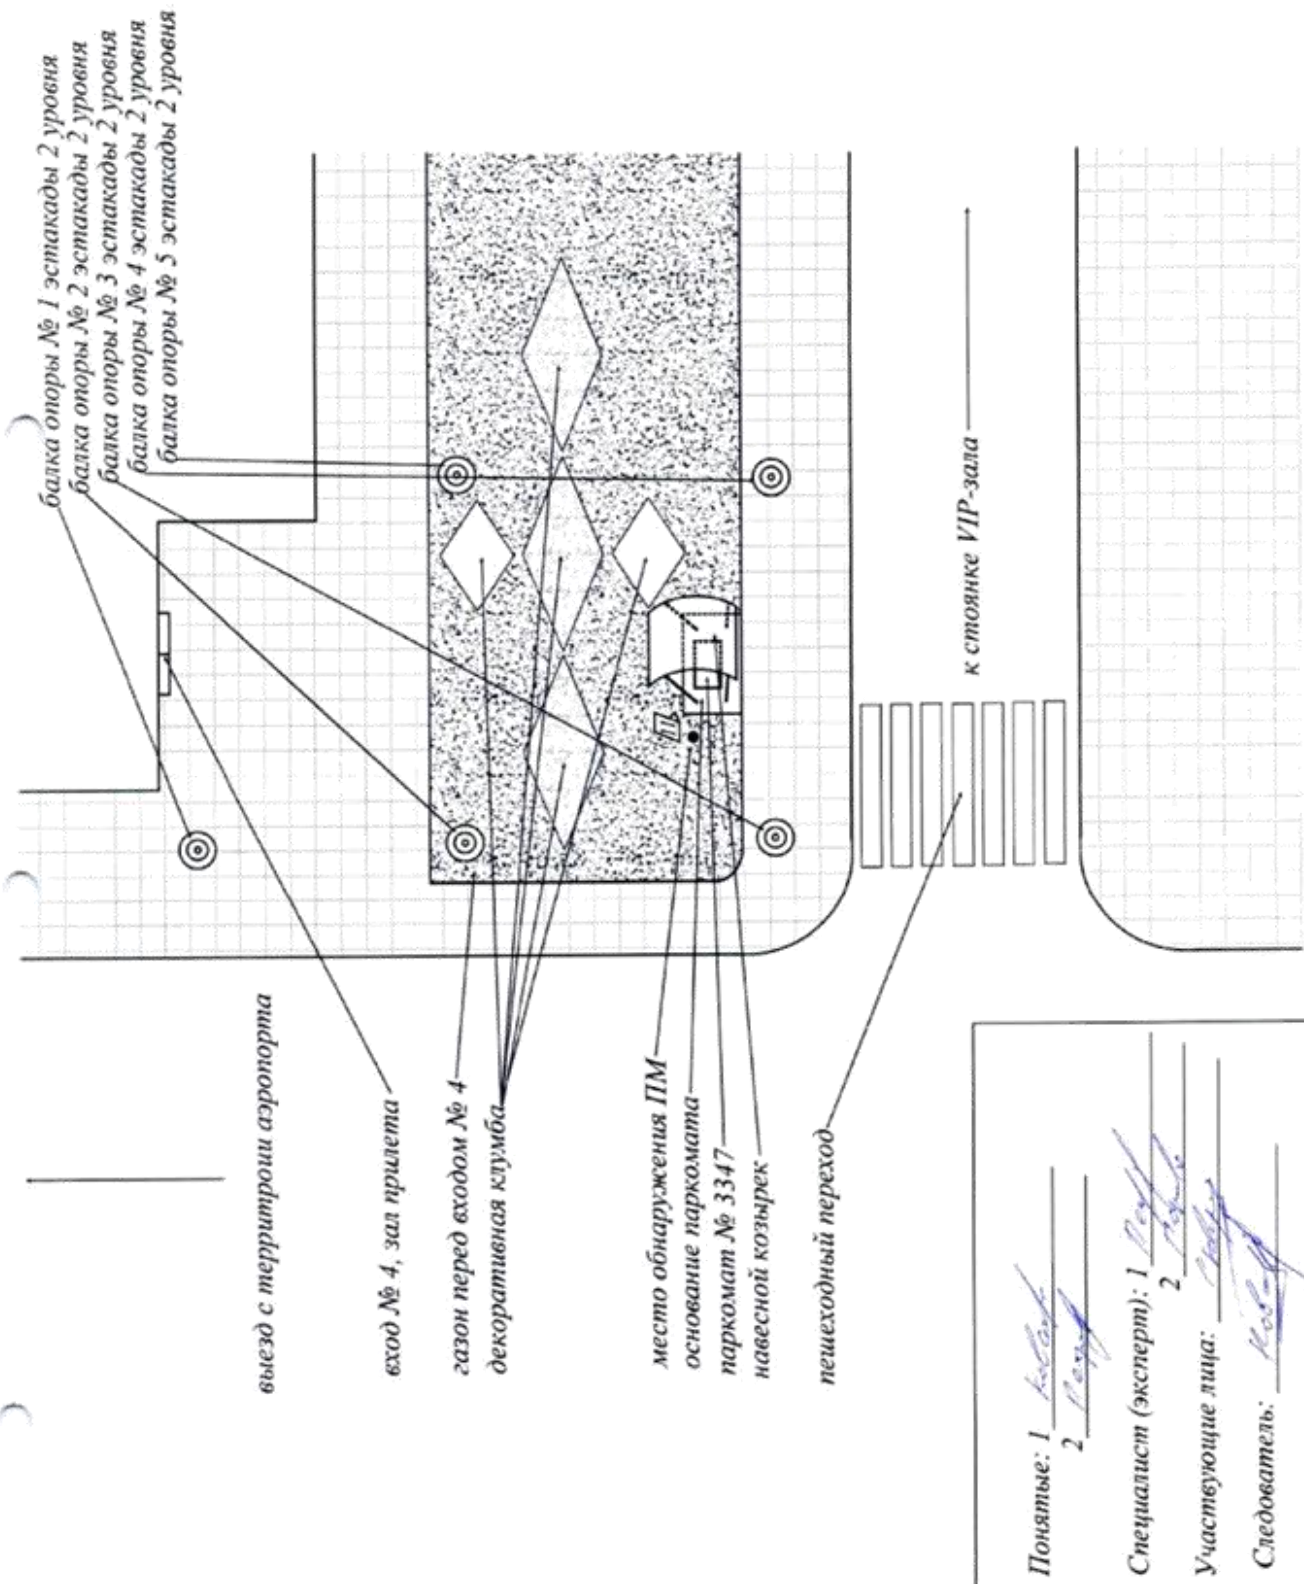 балка опоры № 1 эстакады 2 уровня
балка опоры № 2 эстакады 2 уровня
балка опоры № 3 эстакады 2 уровня
балка опоры № 4 эстакады 2 уровня
балка опоры № 5 эстакады 2 уровня
выезд с территроии аэропорта
вход № 4, зал прилета
газон перед входом № 4
декоративная клумба
место обнаружения ПМ
основание паркомата
паркомат № 3347
навесной козырек
пешеходный переход
к стоянке VIP-зала
Понятые: 1
2
Специалист (эксперт): 1
2
Участвующие лица:
Следователь: